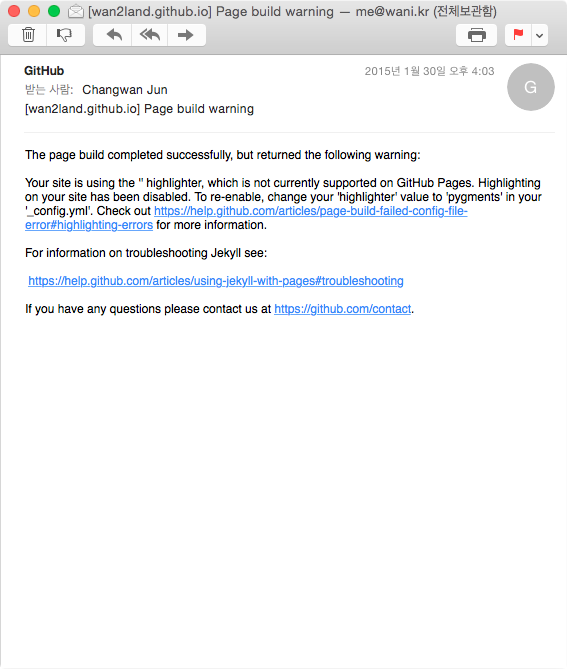 [wan2land.github.io] Page build warning — me@wani.kr (전체보관함)
GitHub
2015년 1월 30일 오후 4:03
받는 사람: Changwan Jun
[wan2land.github.io] Page build warning
G
The page build completed successfully, but returned the following warning:
Your site is using the '' highlighter, which is not currently supported on GitHub Pages. Highlighting
on your site has been disabled. To re-enable, change your 'highlighter' value to 'pygments' in your
'_config.yml'. Check out https://help.github.com/articles/page-build-failed-config-file-
error#highlighting-errors for more information.
For information on troubleshooting Jekyll see:
https://help.github.com/articles/using-jekyll-with-pages#troubleshooting
If you have any questions please contact us at https://github.com/contact.